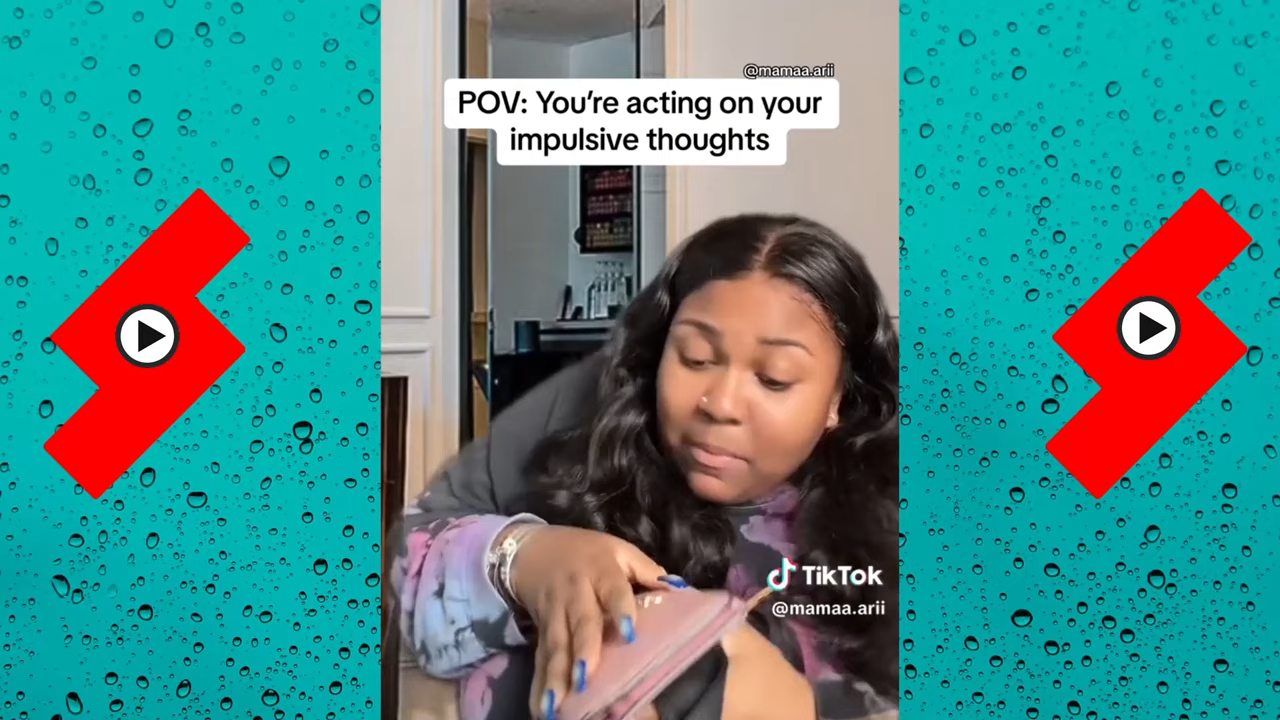 @mamaa.arii
POV: You’re acting on your
impulsive thoughts
TikTok
@mamaa.arii